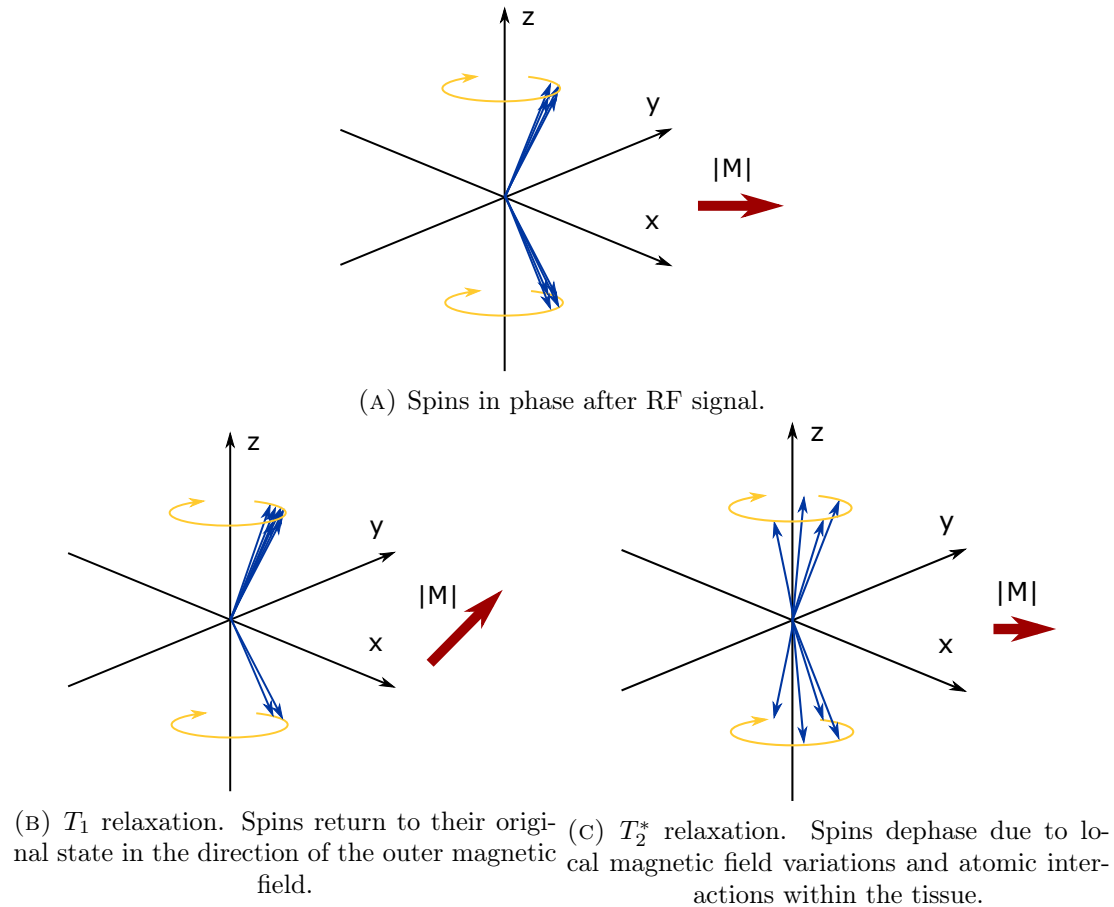 z
y
|M|
x
(A) Spins in phase after RF signal.
z
y
|M|
x
z
y
|M|
x
(B) T₁ relaxation. Spins return to their origi-
nal state in the direction of the outer magnetic
field.
(C) T₂* relaxation. Spins dephase due to lo-
cal magnetic field variations and atomic inter-
actions within the tissue.